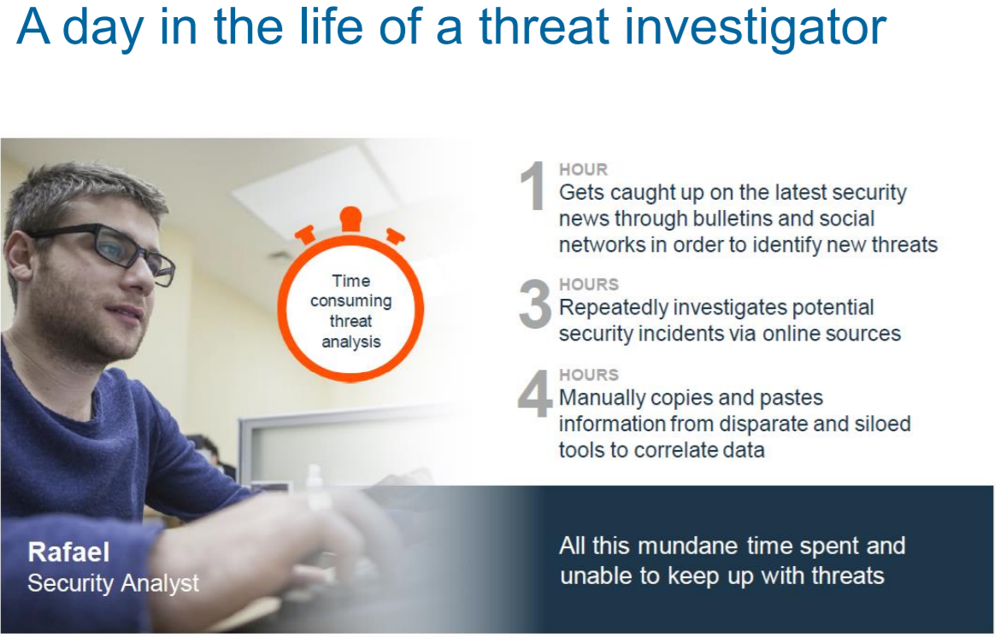 A day in the life of a threat investigator
Time
consuming
threat
analysis
1 HOUR
Gets caught up on the latest security
news through bulletins and social
networks in order to identify new threats
3 HOURS
Repeatedly investigates potential
security incidents via online sources
4 HOURS
Manually copies and pastes
information from disparate and siloed
tools to correlate data
Rafael
Security Analyst
All this mundane time spent and
unable to keep up with threats